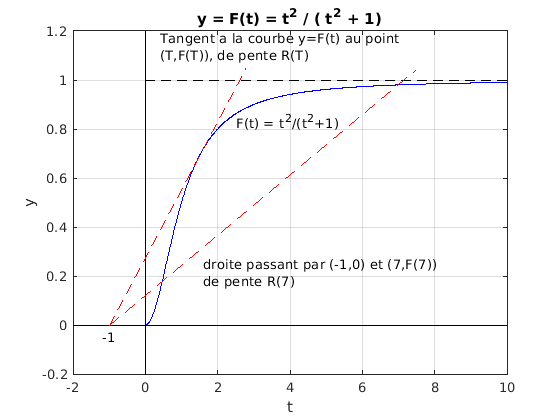 y = F(t) = t² / ( t² + 1)
Tangent a la courbe y=F(t) au point
(T,F(T)), de pente R(T)
F(t) = t²/(t²+1)
droite passant par (-1,0) et (7,F(7))
de pente R(7)
-1
y
1.2
1
0.8
0.6
0.4
0.2
0
-0.2
-2 0 2 4 6 8 10
t